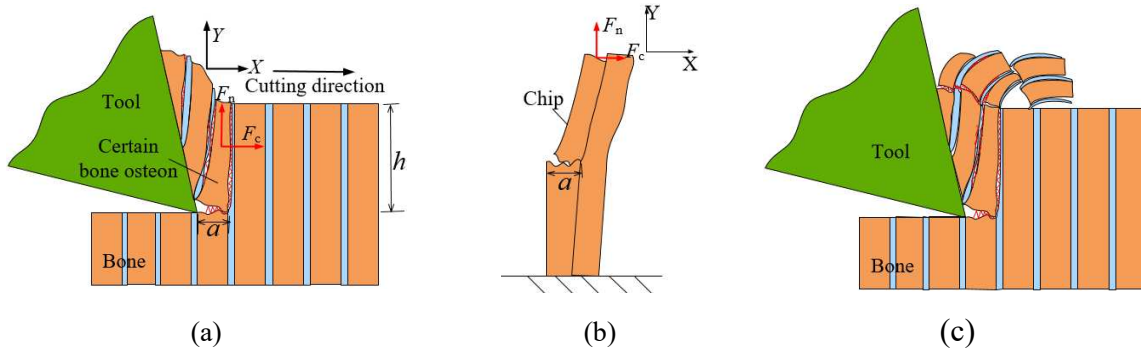 Y
X
Cutting direction
Tool
Fn
Fc
Certain
bone osteon
h
a
Bone
(a)
Fn
Y
Fc
X
Chip
a
(b)
Tool
Bone
(c)